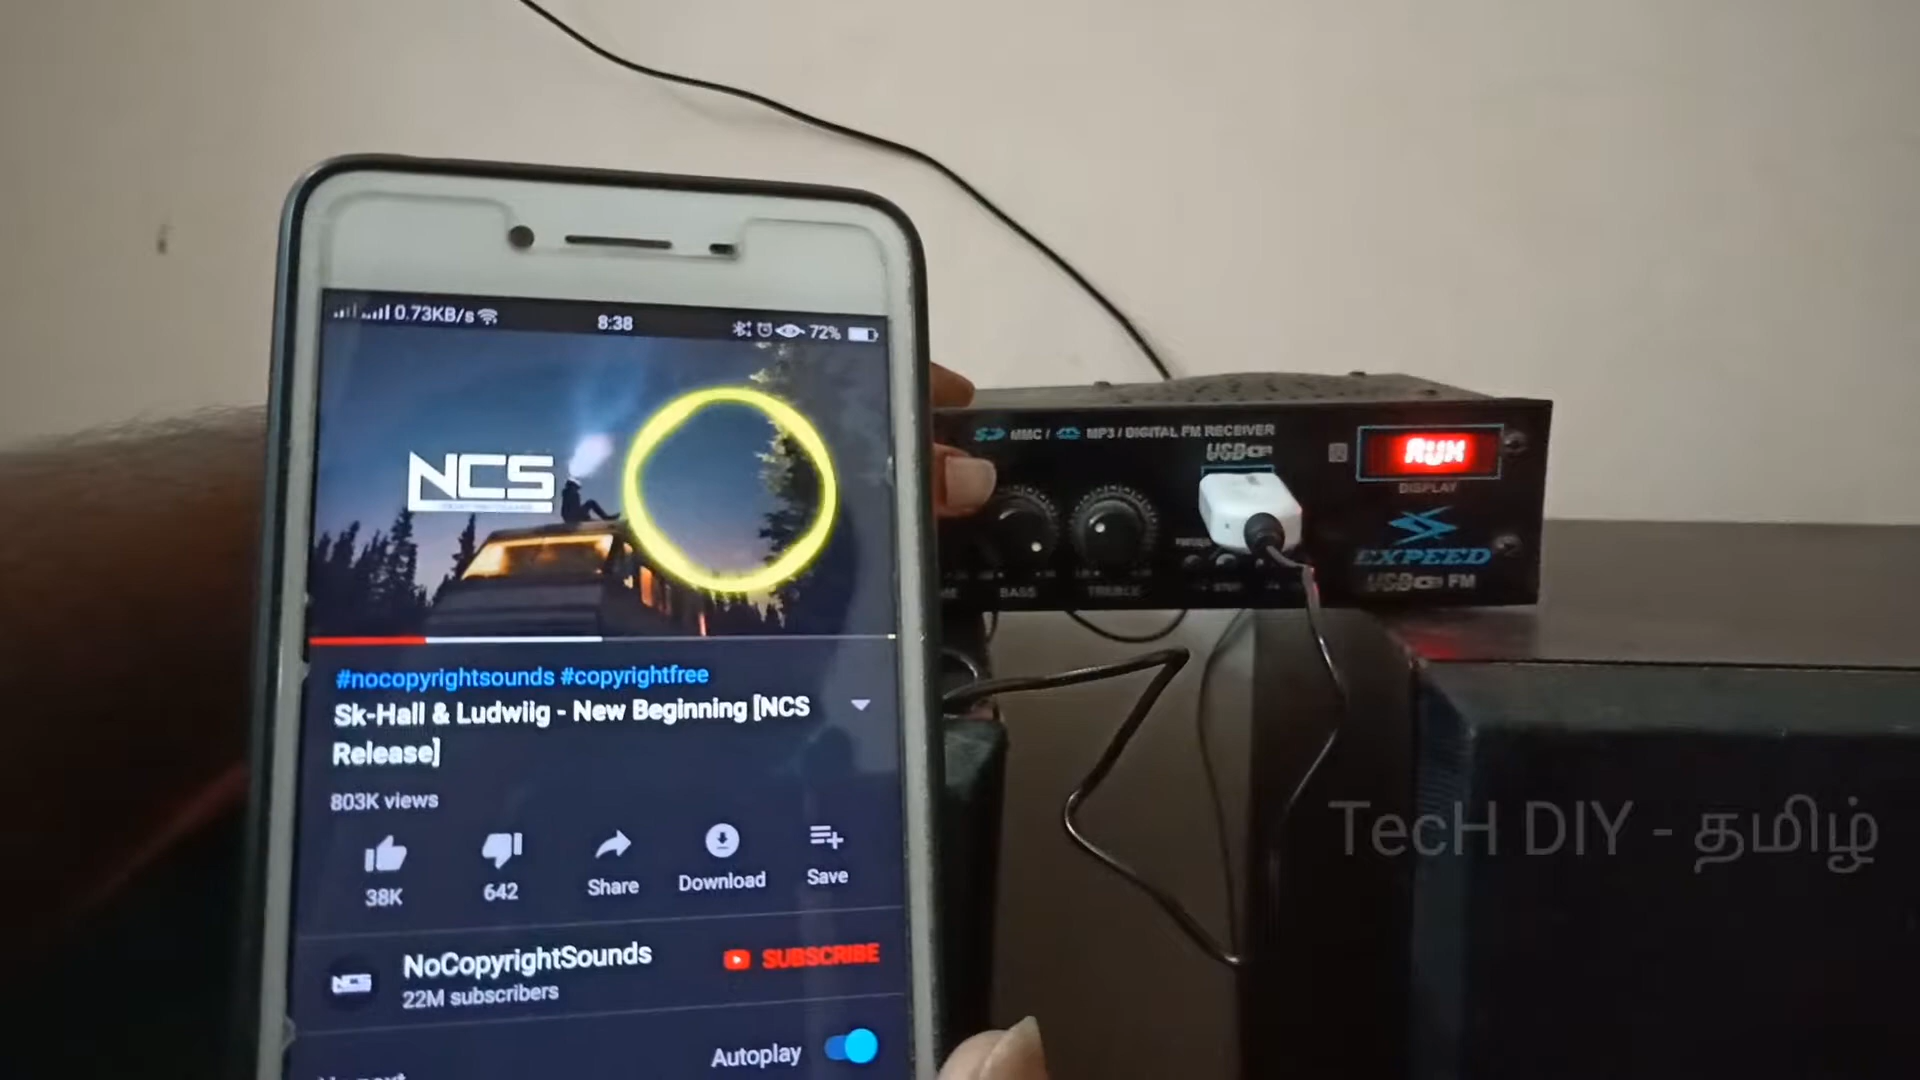 0.73KB/s
8:38
72%
NCS
#nocopyrightsounds #copyrightfree
Sk-Hall & Ludwiig - New Beginning [NCS
Release]
803K views
38K
642
Share
Download
Save
NCS
NoCopyrightSounds
22M subscribers
SUBSCRIBE
Autoplay
MMC / MP3 / DIGITAL FM RECEIVER
USB
AUX
DISPLAY
BASS
TREBLE
EXPEED
USB FM
TecH DIY - தமிழ்